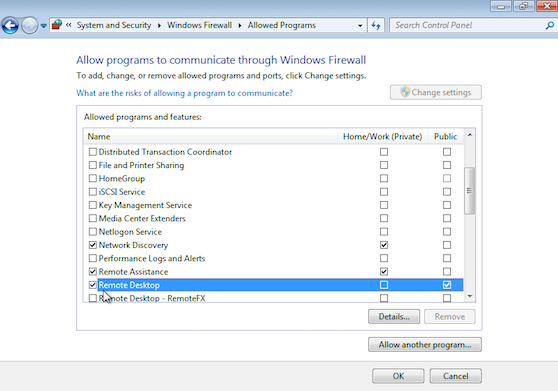 « System and Security ▸ Windows Firewall ▸ Allowed Programs
Search Control Panel
Allow programs to communicate through Windows Firewall
To add, change, or remove allowed programs and ports, click Change settings.
What are the risks of allowing a program to communicate?
Change settings
Allowed programs and features:
Name Home/Work (Private) Public
Distributed Transaction Coordinator
File and Printer Sharing
HomeGroup
iSCSI Service
Key Management Service
Media Center Extenders
Netlogon Service
Network Discovery
Performance Logs and Alerts
Remote Assistance
Remote Desktop
Remote Desktop - RemoteFX
Details... Remove
Allow another program...
OK Cancel